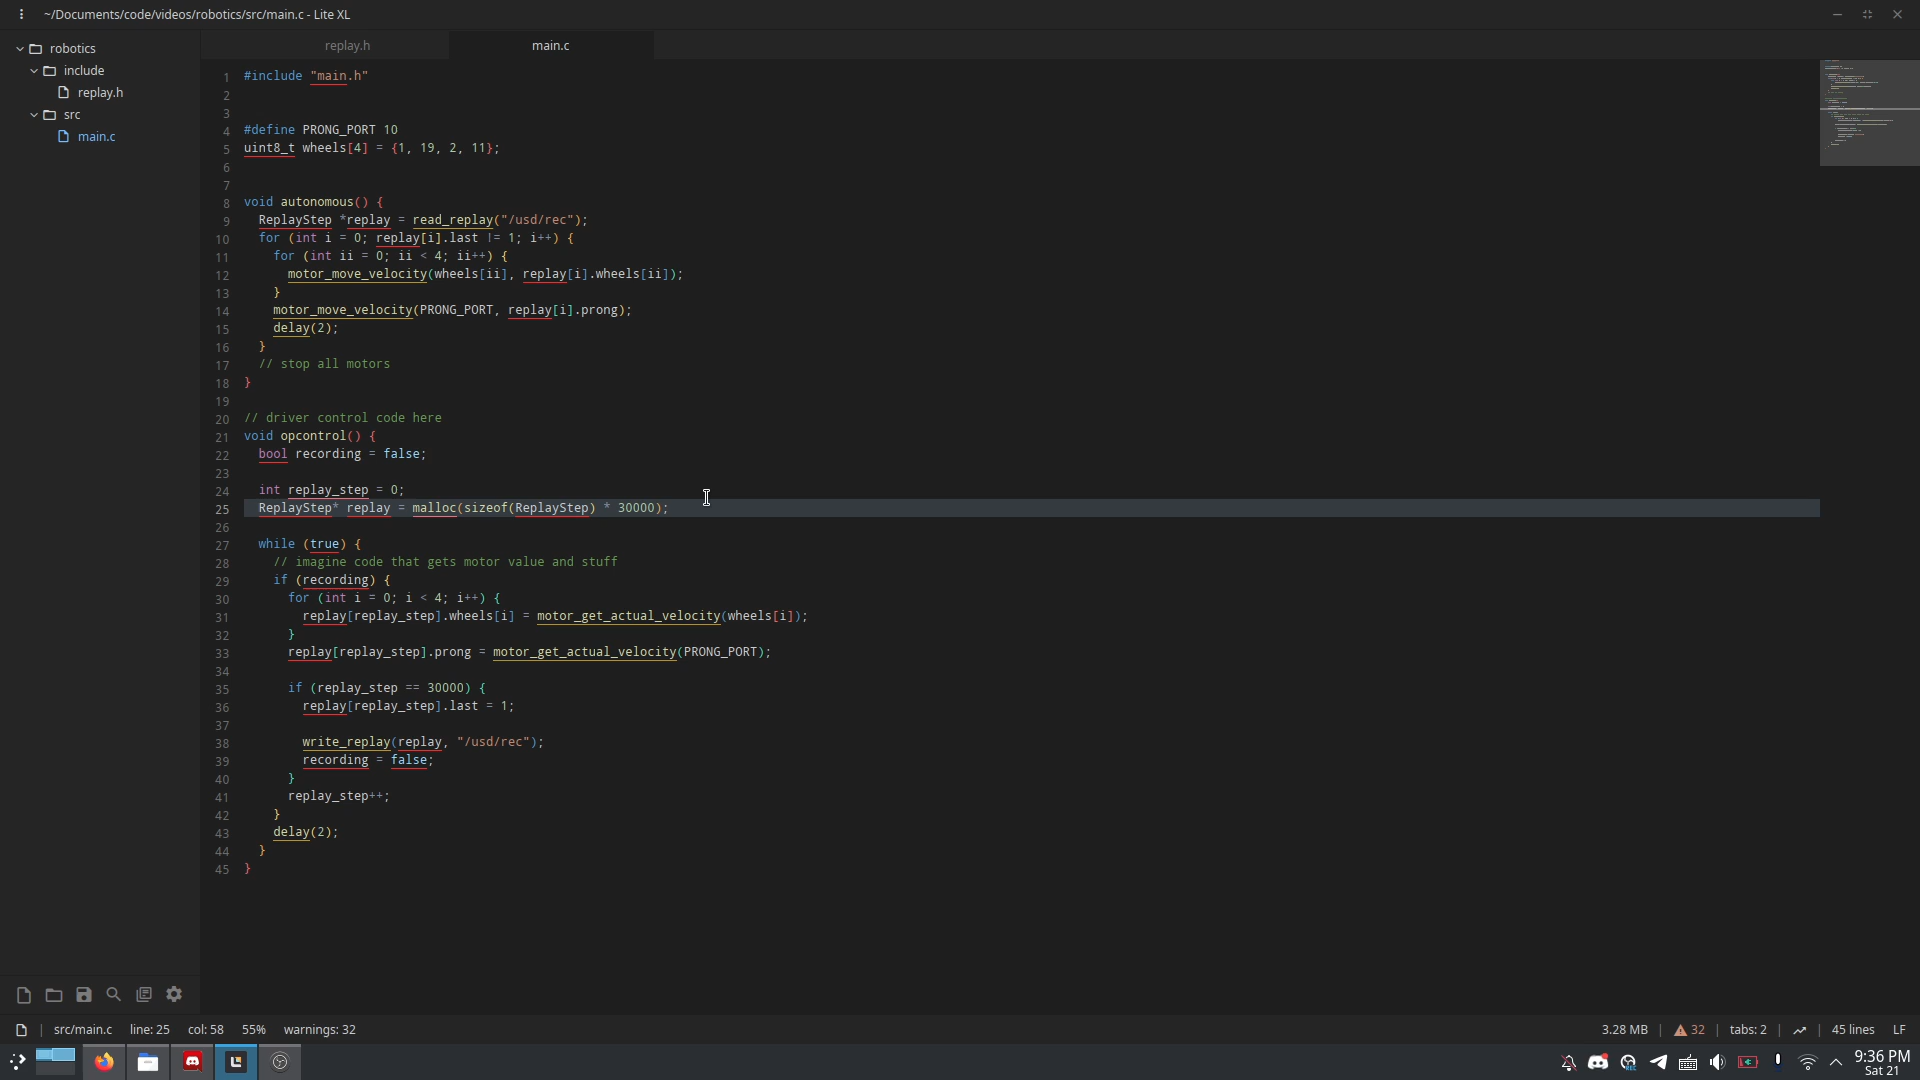 ~/Documents/code/videos/robotics/src/main.c - Lite XL
robotics
include
replay.h
src
main.c
replay.h
main.c
1 #include "main.h"
2
3
4 #define PRONG_PORT 10
5 uint8_t wheels[4] = {1, 19, 2, 11};
6
7
8 void autonomous() {
9   ReplayStep *replay = read_replay("/usd/rec");
10   for (int i = 0; replay[i].last != 1; i++) {
11     for (int ii = 0; ii < 4; ii++) {
12       motor_move_velocity(wheels[ii], replay[i].wheels[ii]);
13     }
14     motor_move_velocity(PRONG_PORT, replay[i].prong);
15     delay(2);
16   }
17   // stop all motors
18 }
19
20 // driver control code here
21 void opcontrol() {
22   bool recording = false;
23
24   int replay_step = 0;
25   ReplayStep* replay = malloc(sizeof(ReplayStep) * 30000);
26
27   while (true) {
28     // imagine code that gets motor value and stuff
29     if (recording) {
30       for (int i = 0; i < 4; i++) {
31         replay[replay_step].wheels[i] = motor_get_actual_velocity(wheels[i]);
32       }
33       replay[replay_step].prong = motor_get_actual_velocity(PRONG_PORT);
34
35       if (replay_step == 30000) {
36         replay[replay_step].last = 1;
37
38         write_replay(replay, "/usd/rec");
39         recording = false;
40       }
41       replay_step++;
42     }
43     delay(2);
44   }
45 }
src/main.c line: 25 col: 58 55% warnings: 32 3.28 MB 32 tabs: 2 45 lines LF
9:36 PM
Sat 21